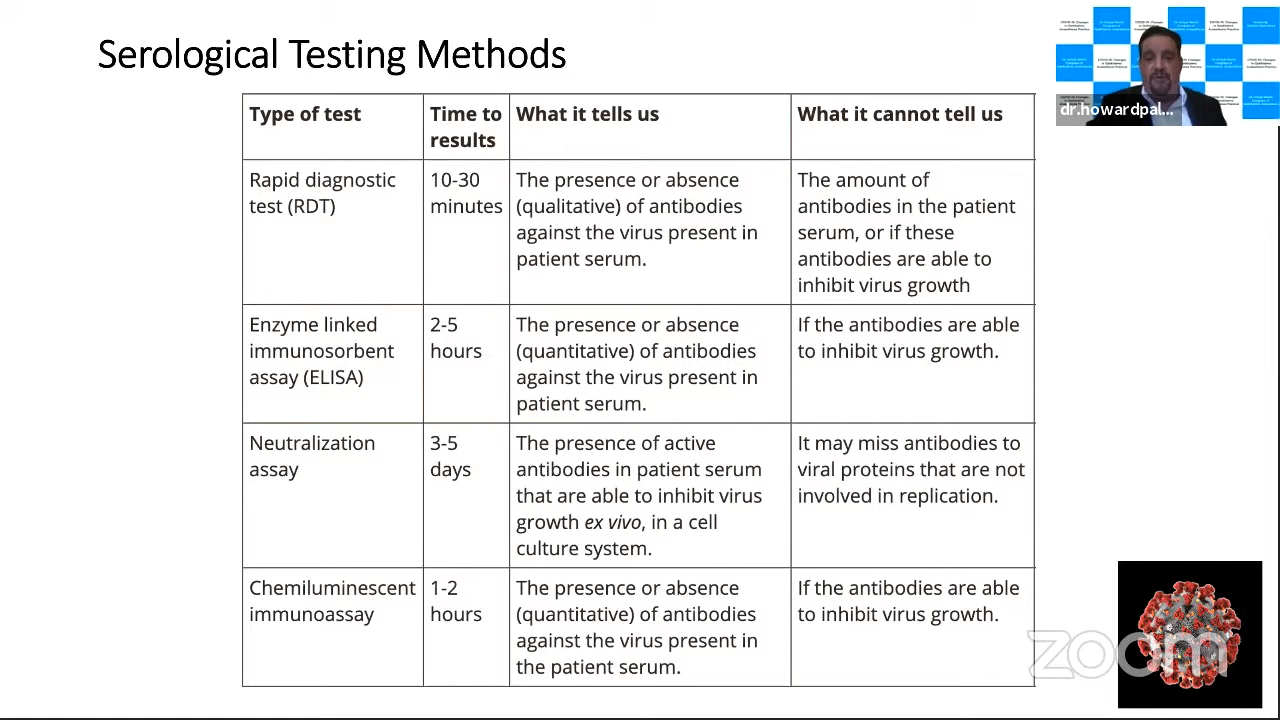 Serological Testing Methods
Type of test
Time to
results
What it tells us
What it cannot tell us
Rapid diagnostic
test (RDT)
10-30
minutes
The presence or absence
(qualitative) of antibodies
against the virus present in
patient serum.
The amount of
antibodies in the patient
serum, or if these
antibodies are able to
inhibit virus growth
Enzyme linked
immunosorbent
assay (ELISA)
2-5
hours
The presence or absence
(quantitative) of antibodies
against the virus present in
patient serum.
If the antibodies are able
to inhibit virus growth.
Neutralization
assay
3-5
days
The presence of active
antibodies in patient serum
that are able to inhibit virus
growth ex vivo, in a cell
culture system.
It may miss antibodies to
viral proteins that are not
involved in replication.
Chemiluminescent
immunoassay
1-2
hours
The presence or absence
(quantitative) of antibodies
against the virus present in
the patient serum.
If the antibodies are able
to inhibit virus growth.
dr.howardpal...
zoom